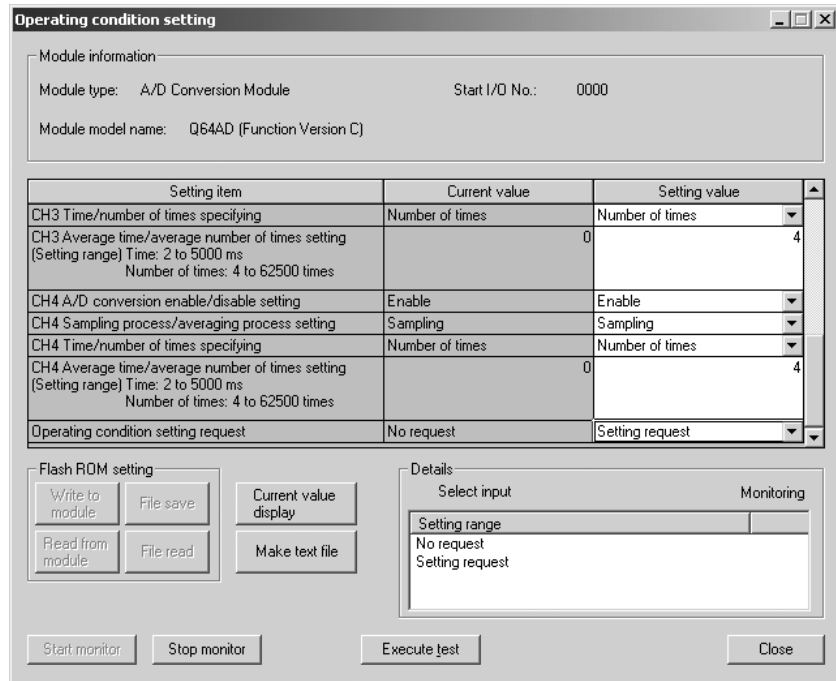 Operating condition setting
Module information
Module type: A/D Conversion Module Start I/O No.: 0000
Module model name: Q64AD (Function Version C)
Setting item Current value Setting value
CH3 Time/number of times specifying Number of times Number of times
CH3 Average time/average number of times setting 0 4
(Setting range) Time: 2 to 5000 ms
Number of times: 4 to 62500 times
CH4 A/D conversion enable/disable setting Enable Enable
CH4 Sampling process/averaging process setting Sampling Sampling
CH4 Time/number of times specifying Number of times Number of times
CH4 Average time/average number of times setting 0 4
(Setting range) Time: 2 to 5000 ms
Number of times: 4 to 62500 times
Operating condition setting request No request Setting request
Flash ROM setting
Write to
module
File save
Read from
module
File read
Current value
display
Make text file
Details
Select input Monitoring
Setting range
No request
Setting request
Start monitor Stop monitor Execute test Close